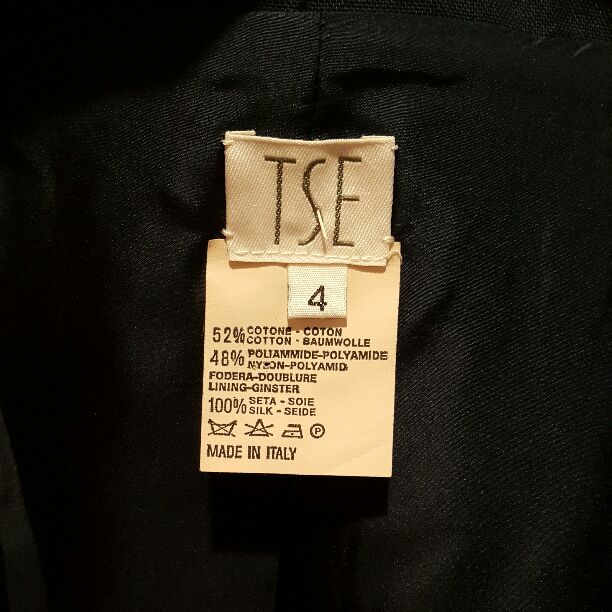 TSE
4
52% COTONE - COTON
COTTON - BAUMWOLLE
48% POLIAMMIDE-POLYAMIDE
NYLON-POLYAMID
FODERA-DOUBLURE
LINING-GINSTER
100% SETA - SOIE
SILK - SEIDE
P
MADE IN ITALY